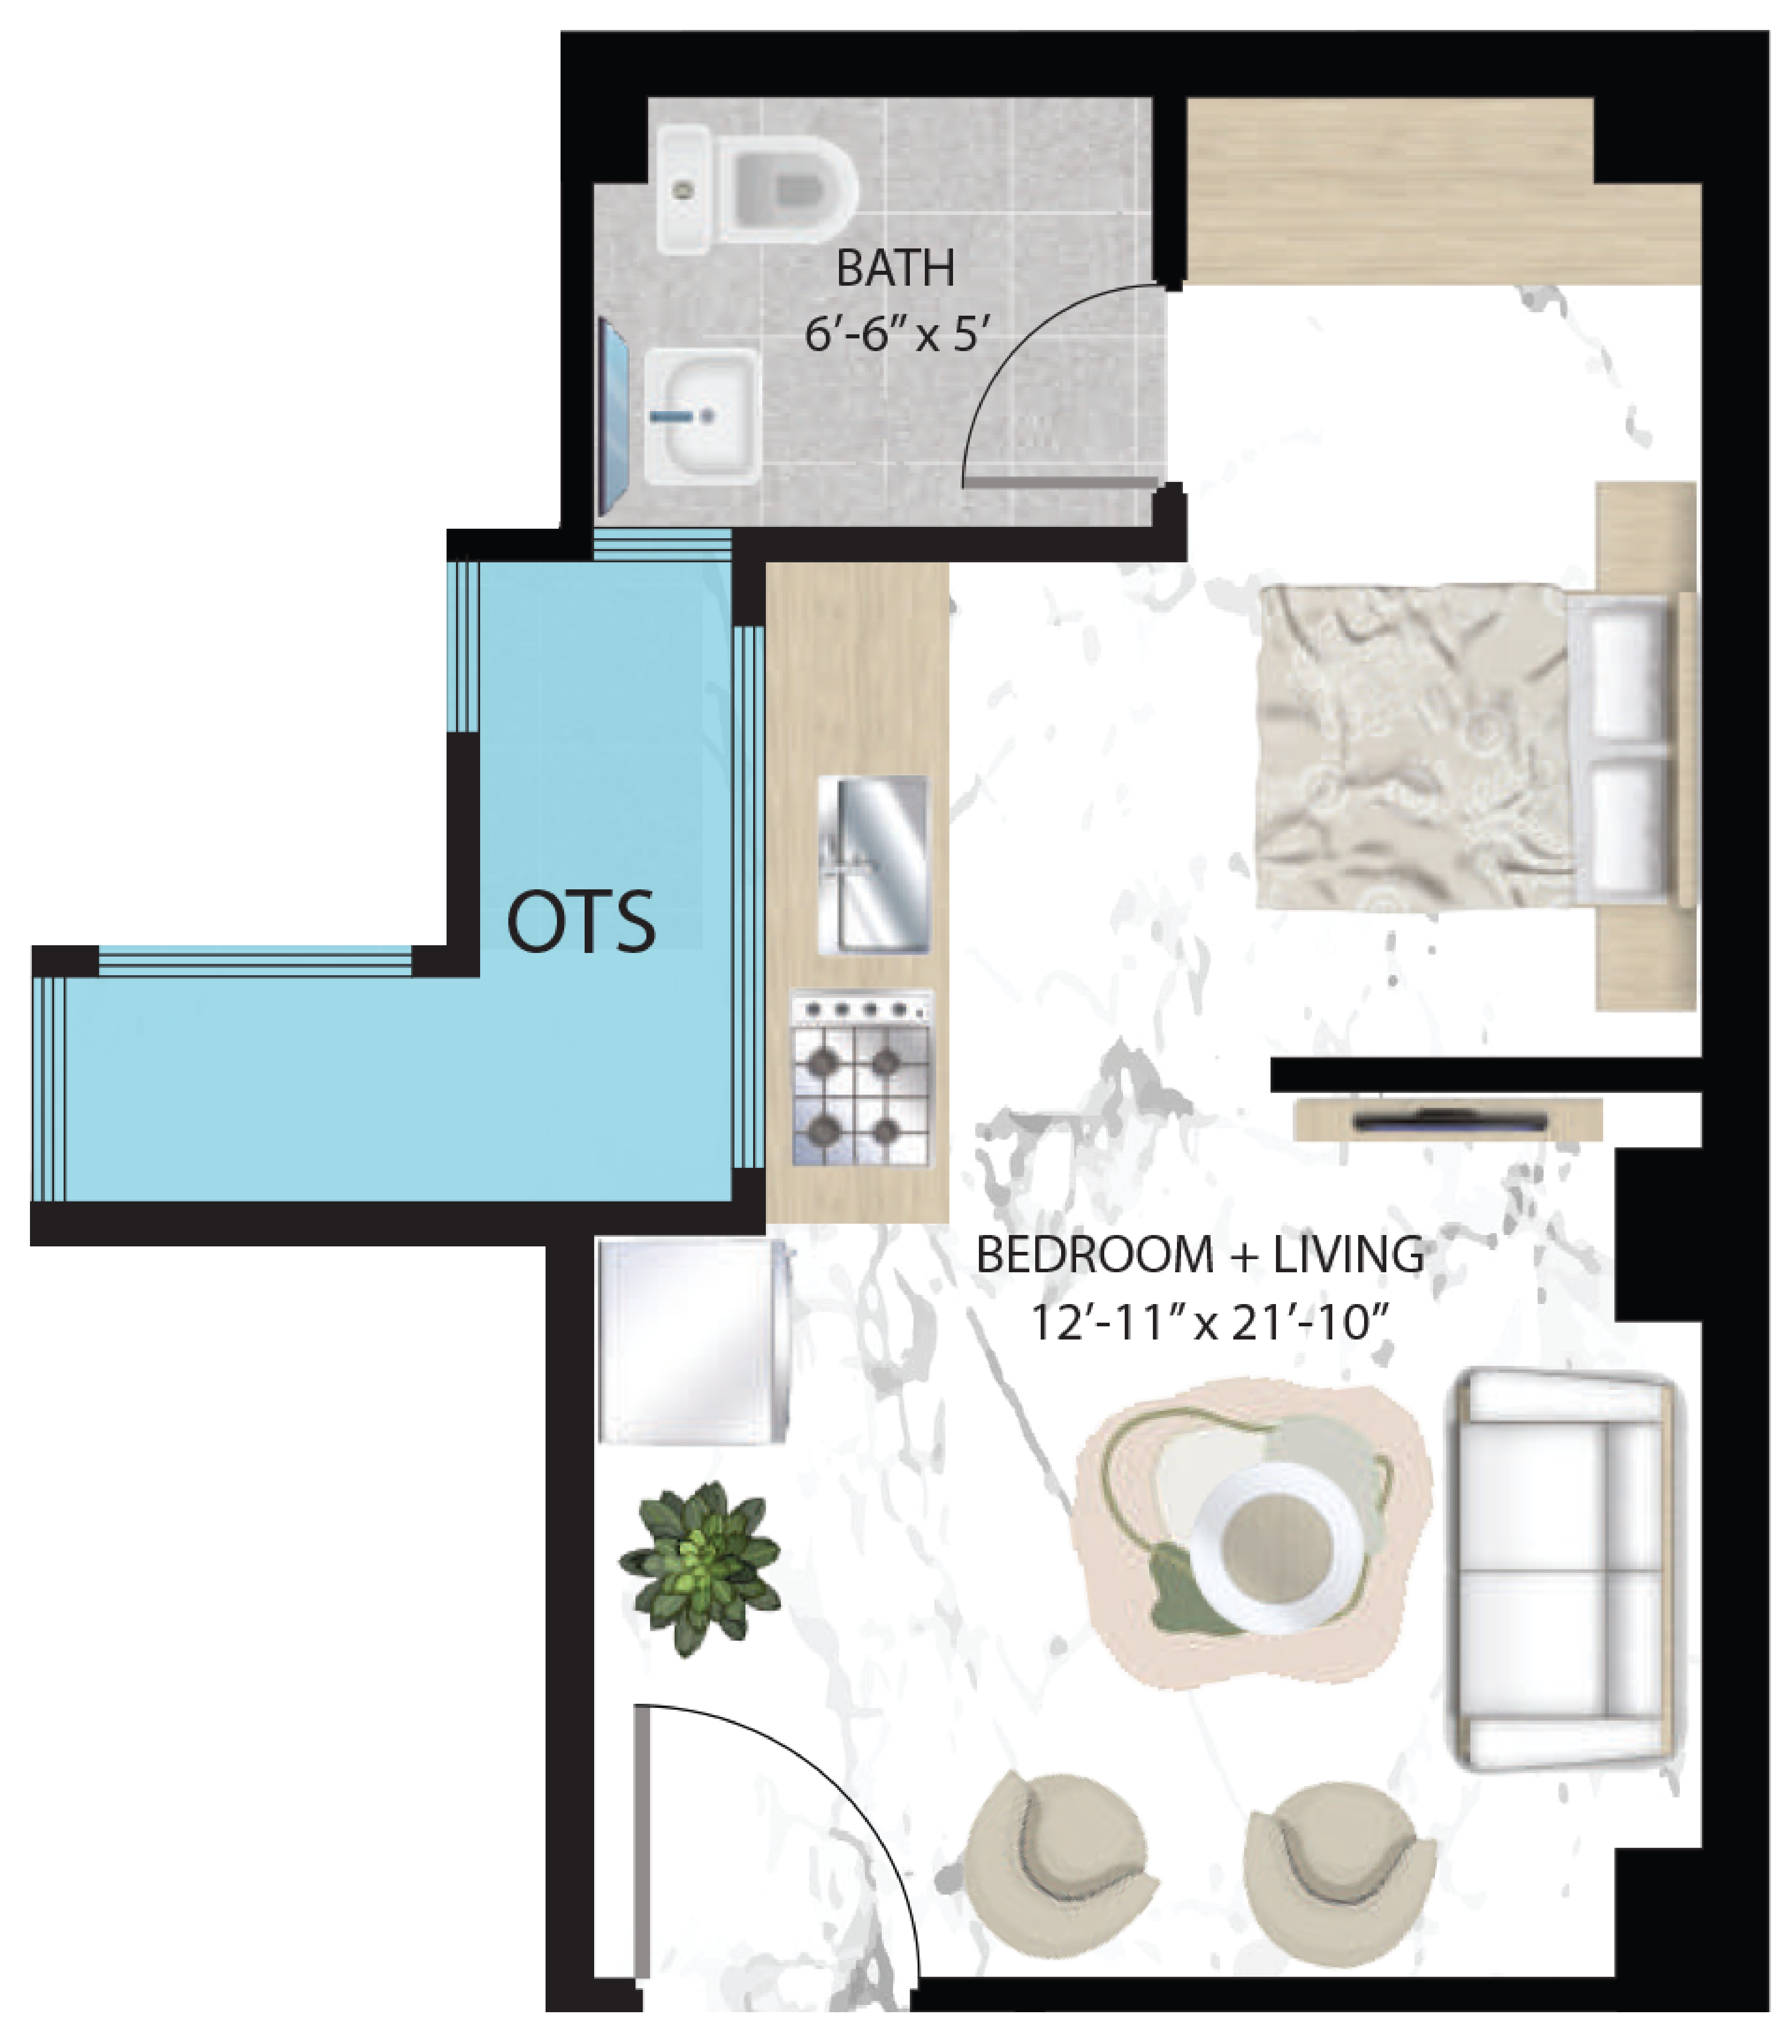 BATH
6’-6” x 5’
OTS
BEDROOM + LIVING
12’-11” x 21’-10”